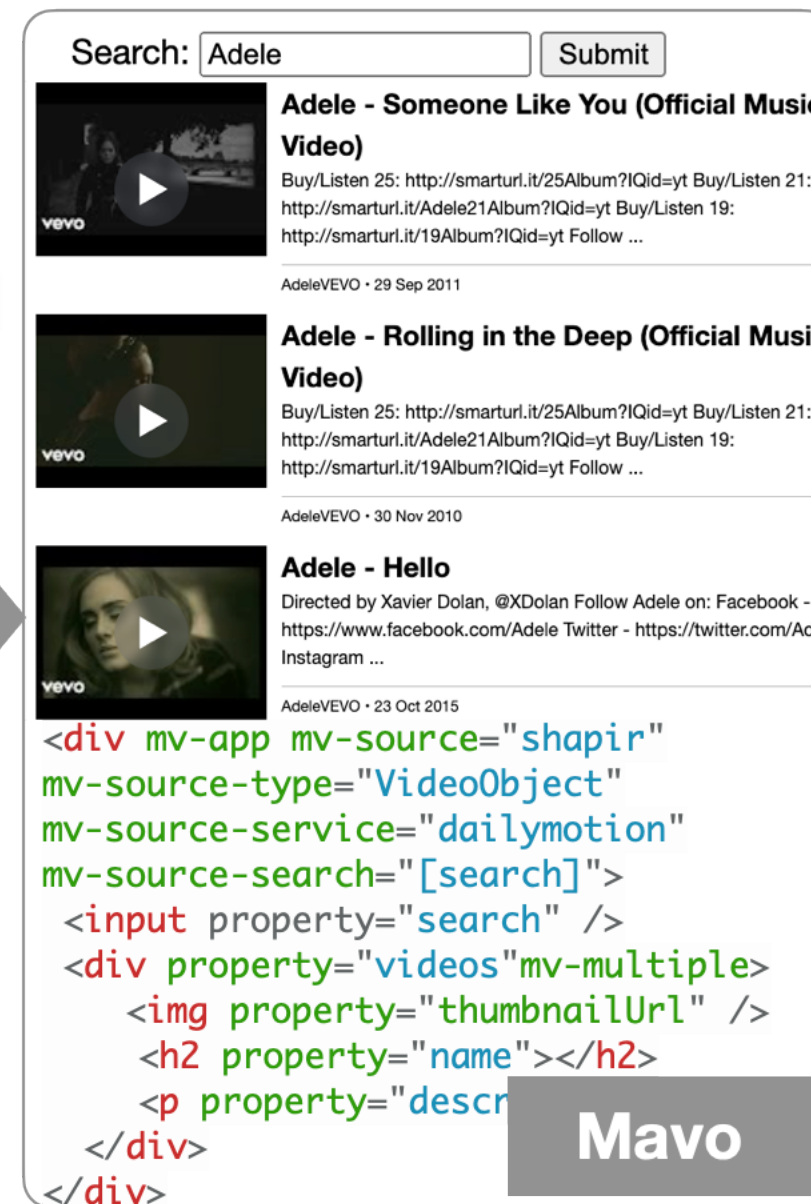 Search: Adele Submit
Adele - Someone Like You (Official Music
Video)
Buy/Listen 25: http://smarturl.it/25Album?IQid=yt Buy/Listen 21:
http://smarturl.it/Adele21Album?IQid=yt Buy/Listen 19:
http://smarturl.it/19Album?IQid=yt Follow ...
vevo
AdeleVEVO • 29 Sep 2011
Adele - Rolling in the Deep (Official Musi
Video)
Buy/Listen 25: http://smarturl.it/25Album?IQid=yt Buy/Listen 21:
http://smarturl.it/Adele21Album?IQid=yt Buy/Listen 19:
http://smarturl.it/19Album?IQid=yt Follow ...
vevo
AdeleVEVO • 30 Nov 2010
Adele - Hello
Directed by Xavier Dolan, @XDolan Follow Adele on: Facebook -
https://www.facebook.com/Adele Twitter - https://twitter.com/Ad
Instagram ...
vevo
AdeleVEVO • 23 Oct 2015
<div mv-app mv-source="shapir"
mv-source-type="VideoObject"
mv-source-service="dailymotion"
mv-source-search="[search]">
<input property="search" />
<div property="videos"mv-multiple>
<img property="thumbnailUrl" />
<h2 property="name"></h2>
<p property="descr
</div>
</div>
Mavo